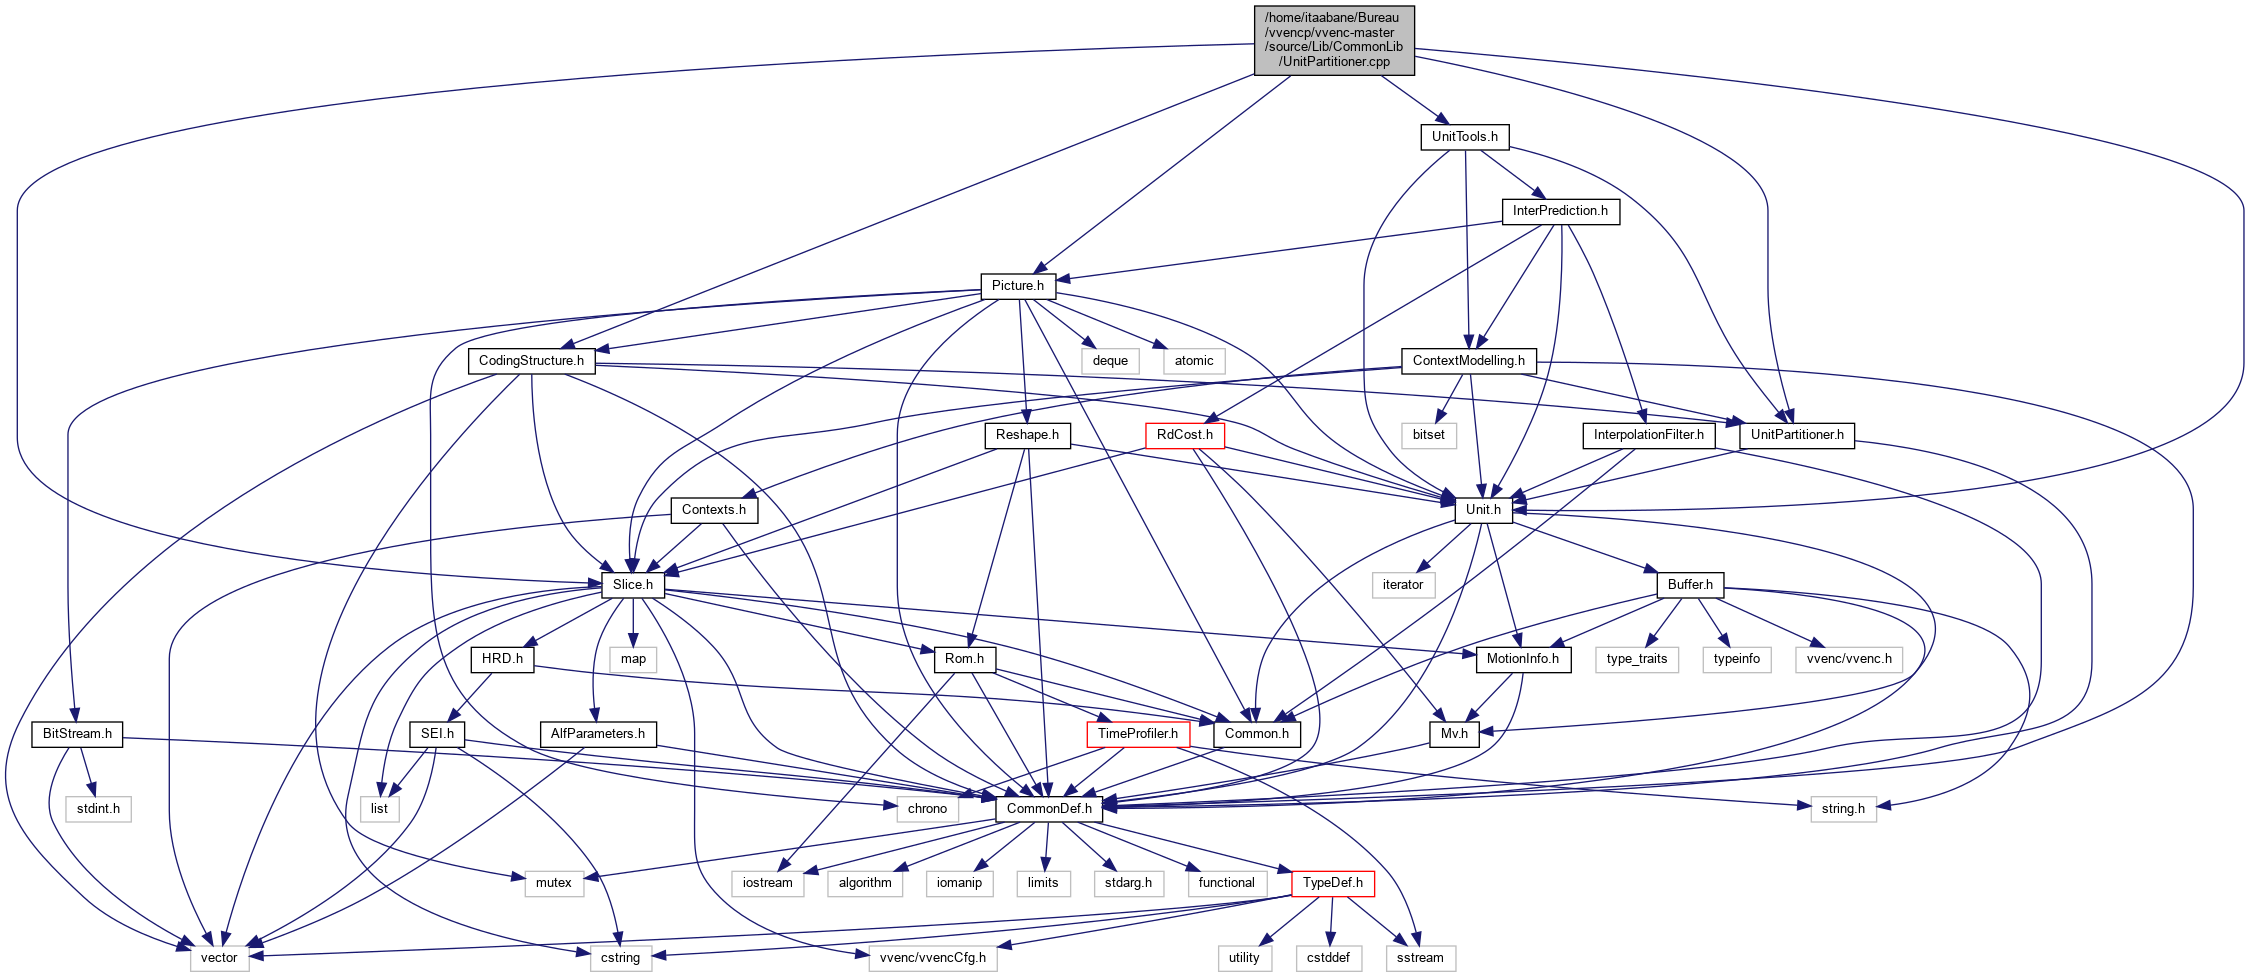 /home/itaabane/Bureau
/vvencp/vvenc-master
/source/Lib/CommonLib
/UnitPartitioner.cpp
UnitTools.h
InterPrediction.h
Picture.h
CodingStructure.h
deque
atomic
ContextModelling.h
Reshape.h
RdCost.h
bitset
InterpolationFilter.h
UnitPartitioner.h
Contexts.h
Unit.h
Slice.h
iterator
Buffer.h
HRD.h
map
Rom.h
MotionInfo.h
type_traits
typeinfo
vvenc/vvenc.h
BitStream.h
SEI.h
AlfParameters.h
TimeProfiler.h
Common.h
Mv.h
stdint.h
list
chrono
CommonDef.h
string.h
mutex
iostream
algorithm
iomanip
limits
stdarg.h
functional
TypeDef.h
vector
cstring
vvenc/vvencCfg.h
utility
cstddef
sstream